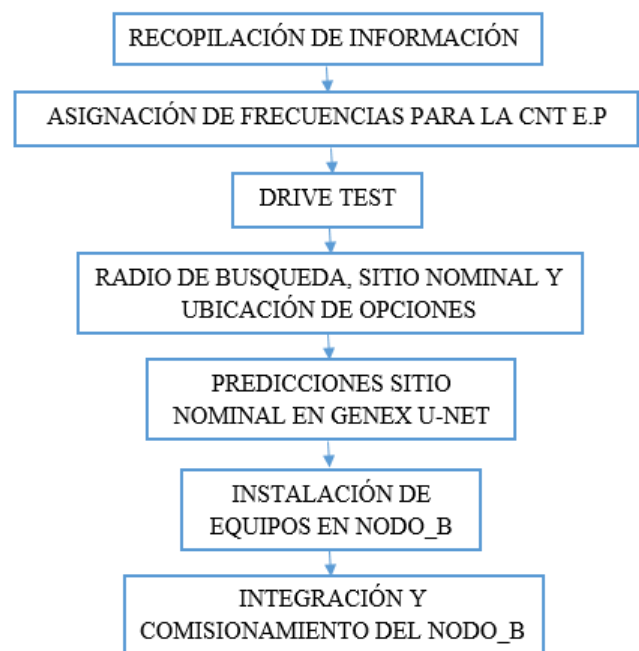 RECOPILACIÓN DE INFORMACIÓN
ASIGNACIÓN DE FRECUENCIAS PARA LA CNT E.P
DRIVE TEST
RADIO DE BUSQUEDA, SITIO NOMINAL Y
UBICACIÓN DE OPCIONES
PREDICCIONES SITIO
NOMINAL EN GENEX U-NET
INSTALACIÓN DE
EQUIPOS EN NODO_B
INTEGRACIÓN Y
COMISIONAMIENTO DEL NODO_B